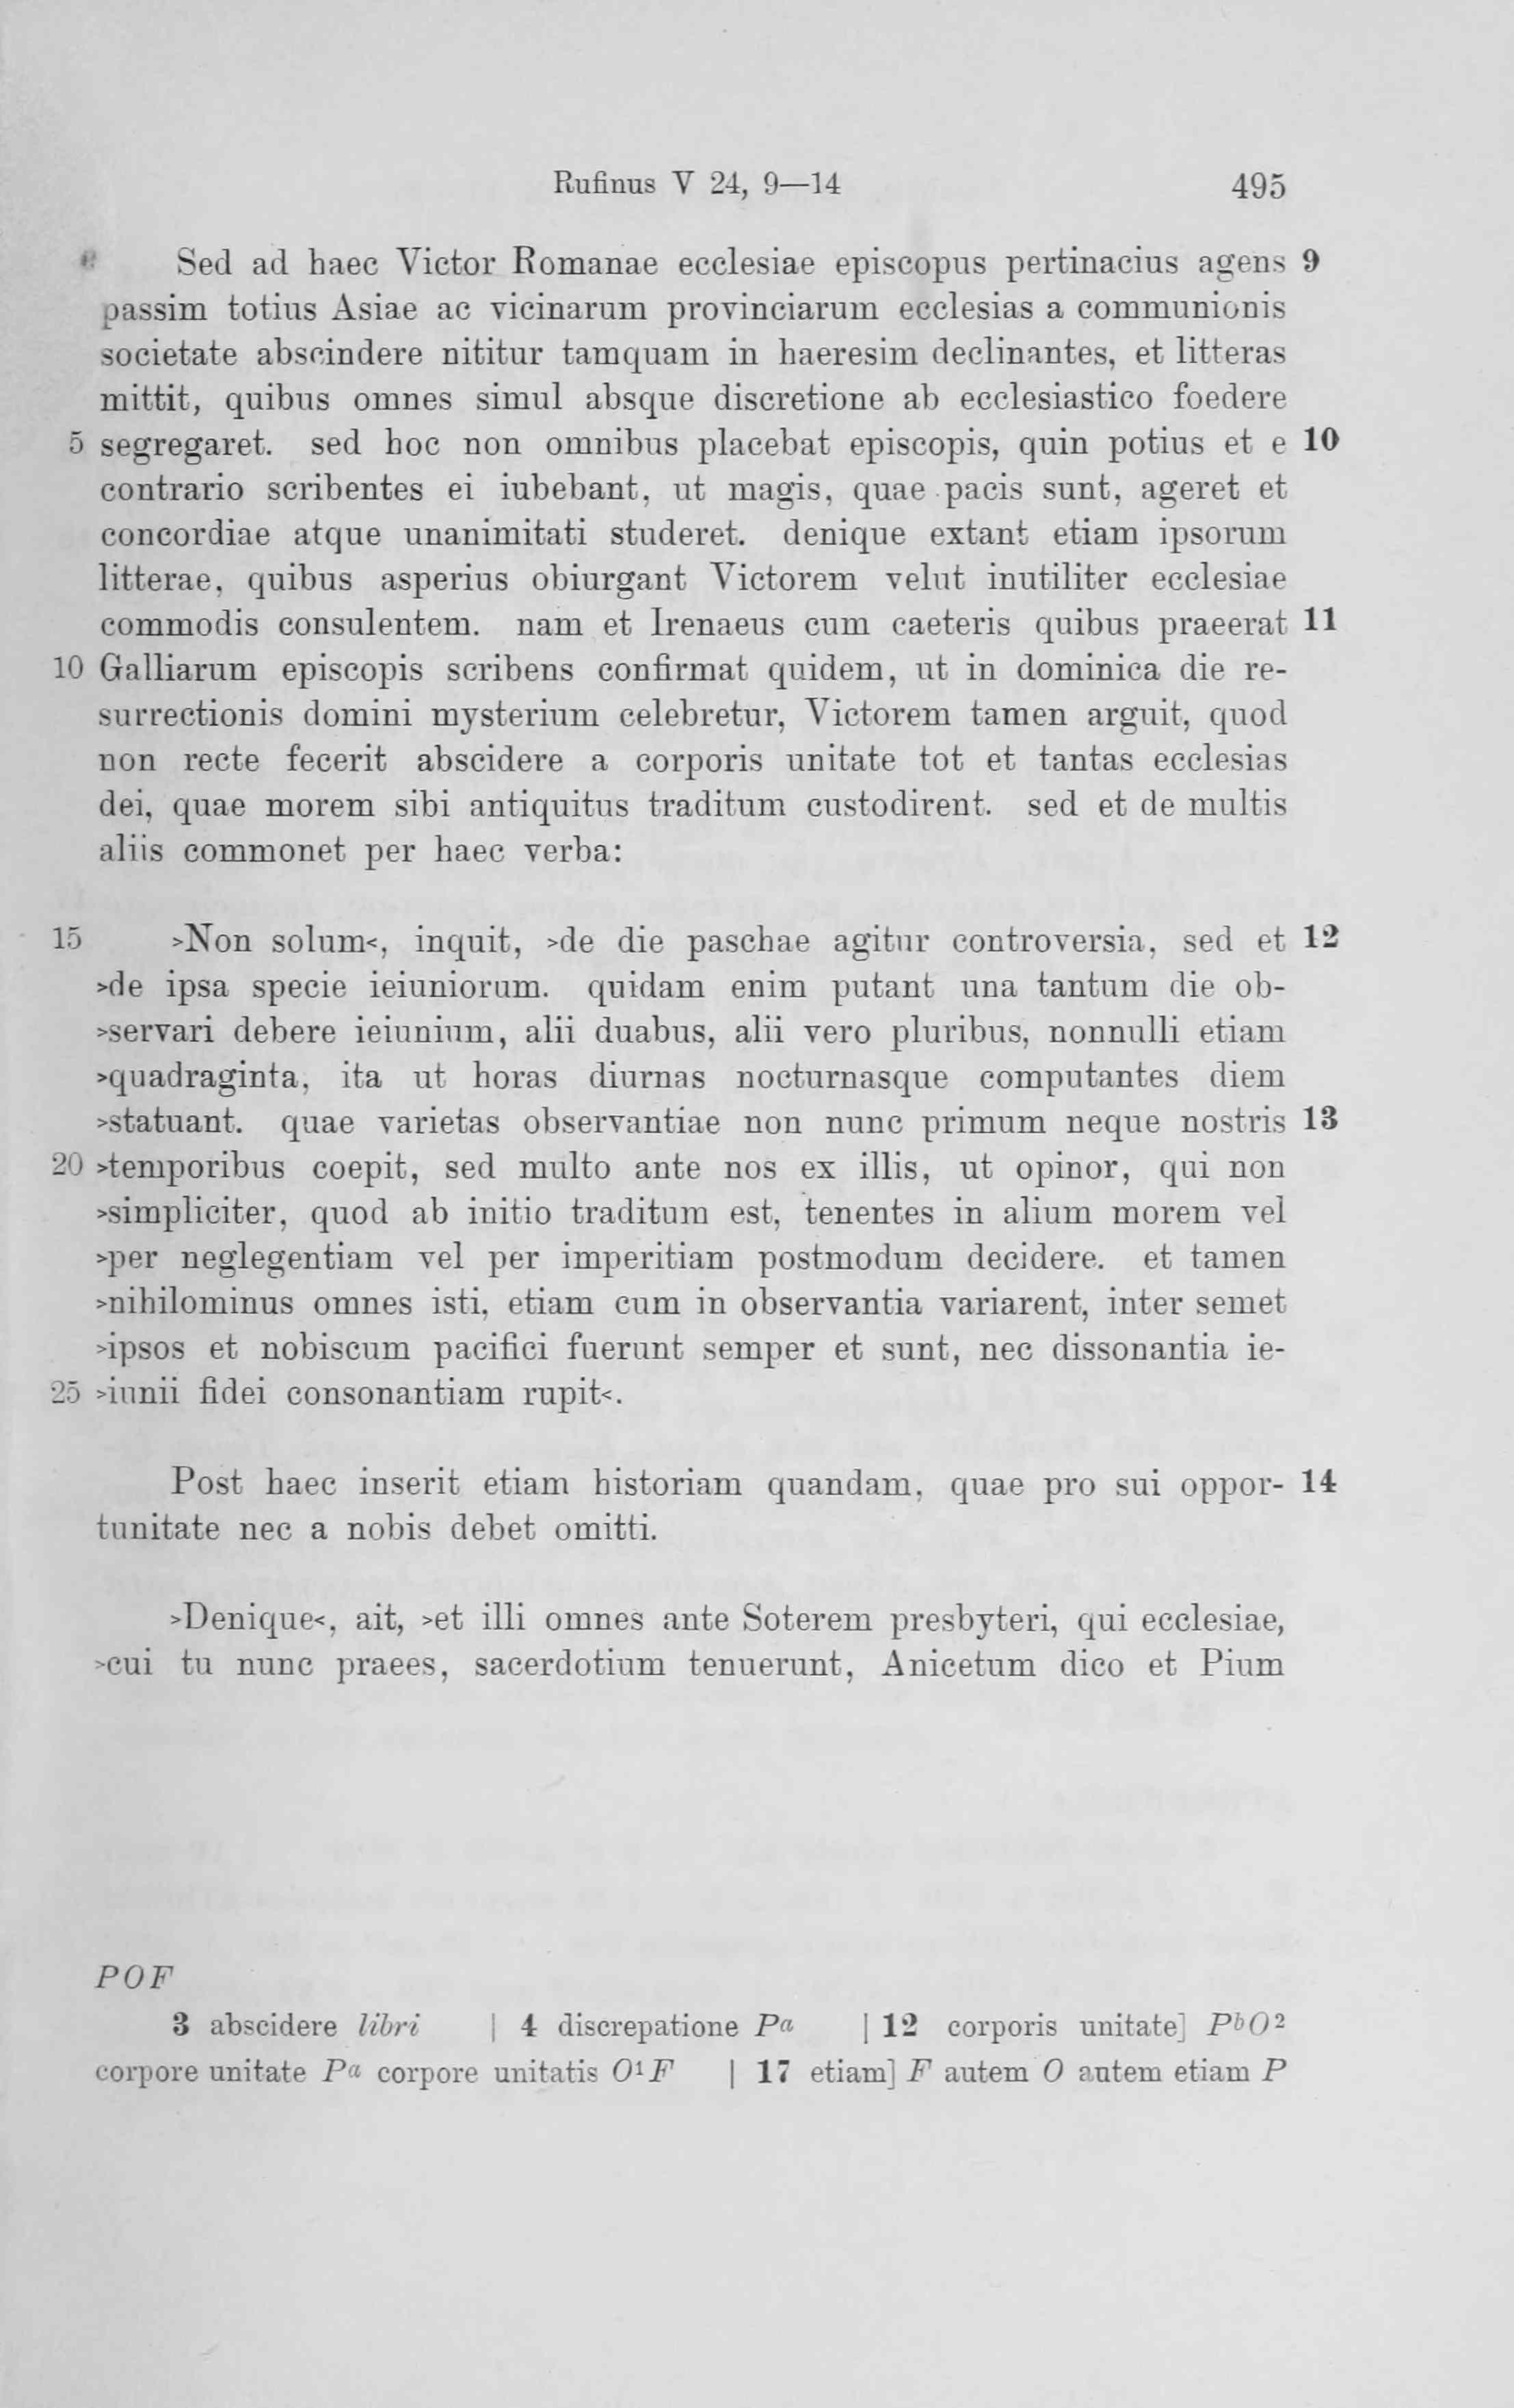 Rufinus V 24, 9—14 495
Sed ad haec Victor Romanae ecclesiae episcopus pertinacius agens 9
passim totius Asiae ac vicinarum provinciarum ecclesias a communionis
societate abscindere nititur tamquam in haeresim declinantes, et litteras
mittit, quibus omnes simul absque discretione ab ecclesiastico foedere
5 segregaret. sed hoc non omnibus placebat episcopis, quin potius et e 10
contrario scribentes ei iubebant, ut magis, quae pacis sunt, ageret et
concordiae atque unanimitati studeret. denique extant etiam ipsorum
litterae, quibus asperius obiurgant Victorem velut inutiliter ecclesiae
commodis consulentem. nam et Irenaeus cum caeteris quibus praeerat 11
10 Galliarum episcopis scribens confirmat quidem, ut in dominica die re-
surrectionis domini mysterium celebretur, Victorem tamen arguit, quod
non recte fecerit abscidere a corporis unitate tot et tantas ecclesias
dei, quae morem sibi antiquitus traditum custodirent. sed et de multis
aliis commonet per haec verba:
15 >Non solum<, inquit, >de die paschae agitur controversia, sed et 12
>de ipsa specie ieiuniorum. quidam enim putant una tantum die ob-
>servari debere ieiunium, alii duabus, alii vero pluribus, nonnulli etiam
>quadraginta, ita ut horas diurnas nocturnasque computantes diem
>statuant. quae varietas observantiae non nunc primum neque nostris 13
20 >temporibus coepit, sed multo ante nos ex illis, ut opinor, qui non
>simpliciter, quod ab initio traditum est, tenentes in alium morem vel
>per neglegentiam vel per imperitiam postmodum decidere. et tamen
>nihilominus omnes isti, etiam cum in observantia variarent, inter semet
>ipsos et nobiscum pacifici fuerunt semper et sunt, nec dissonantia ie-
25 >iunii fidei consonantiam rupit<.
Post haec inserit etiam historiam quandam, quae pro sui oppor- 14
tunitate nec a nobis debet omitti.
>Denique<, ait, >et illi omnes ante Soterem presbyteri, qui ecclesiae,
>cui tu nunc praees, sacerdotium tenuerunt, Anicetum dico et Pium
POF
3 abscidere libri | 4 discrepatione Pa | 12 corporis unitate] PbO2
corpore unitate Pa corpore unitatis O1F | 17 etiam] F autem O autem etiam P